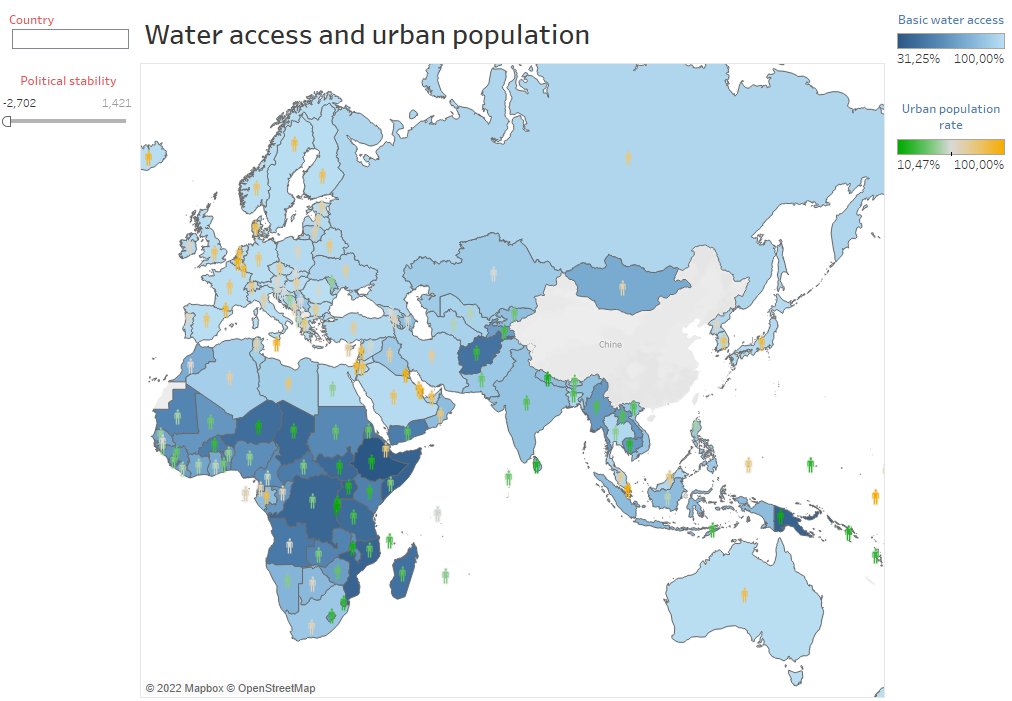 Country
Water access and urban population
Political stability
-2,702 1,421
Basic water access
31,25% 100,00%
Urban population
rate
10,47% 100,00%
Chine
© 2022 Mapbox © OpenStreetMap